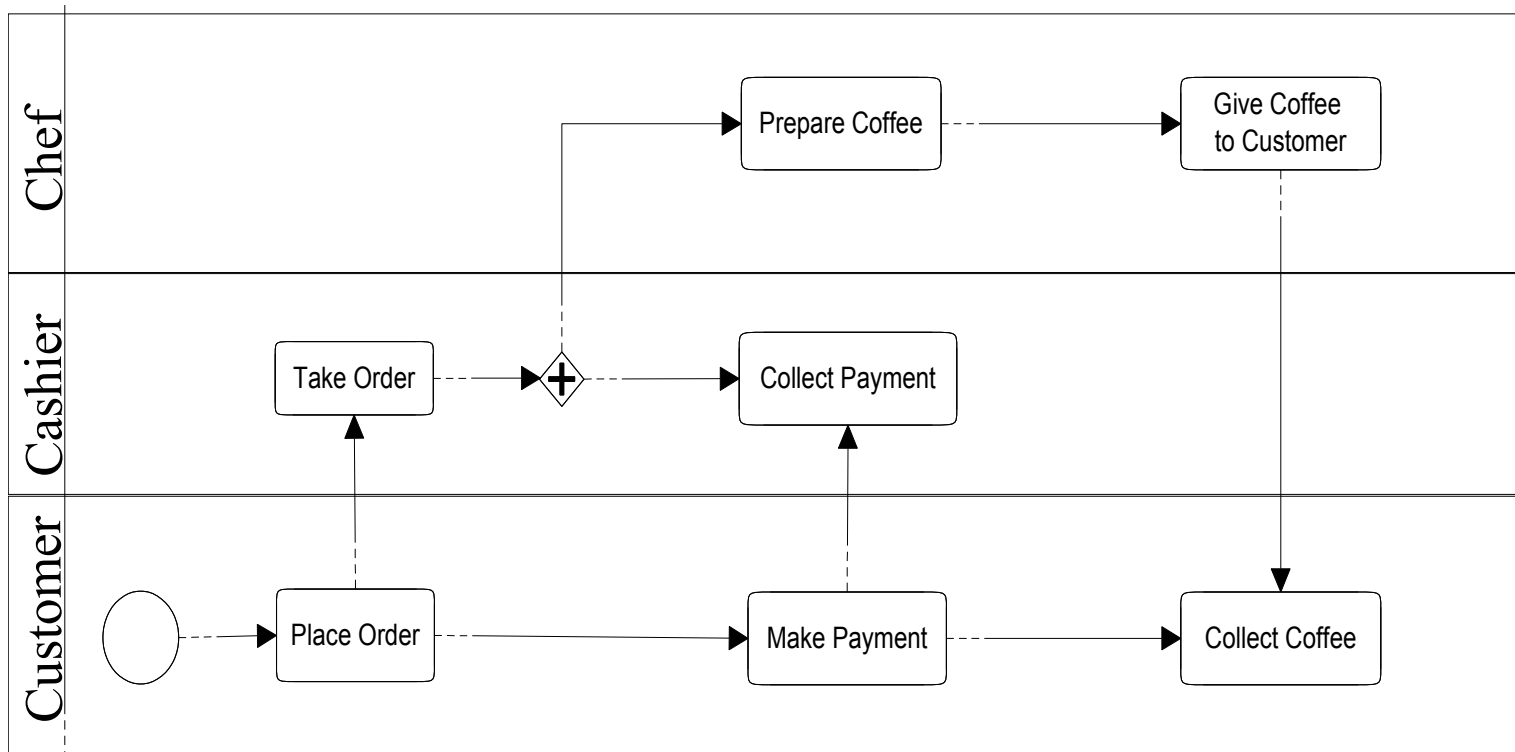 Chef
Prepare Coffee
Give Coffee
to Customer
Cashier
Take Order
Collect Payment
Customer
Place Order
Make Payment
Collect Coffee